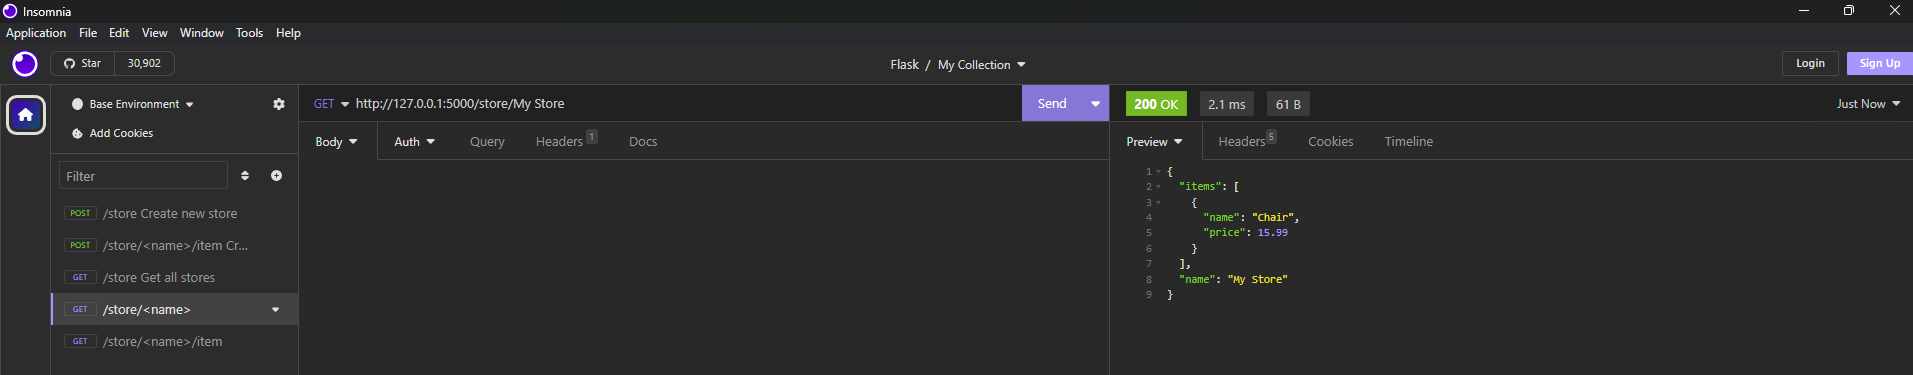 Insomnia
Application File Edit View Window Tools Help
Star 30,902
Flask / My Collection
Login Sign Up
Base Environment
Add Cookies
Filter
POST /store Create new store
POST /store/<name>/item Cr...
GET /store Get all stores
GET /store/<name>
GET /store/<name>/item
GET http://127.0.0.1:5000/store/My Store
Send
Body Auth Query Headers 1 Docs
200 OK 2.1 ms 61 B
Just Now
Preview Headers 5 Cookies Timeline
1 {
2 "items": [
3 {
4 "name": "Chair",
5 "price": 15.99
6 }
7 ],
8 "name": "My Store"
9 }